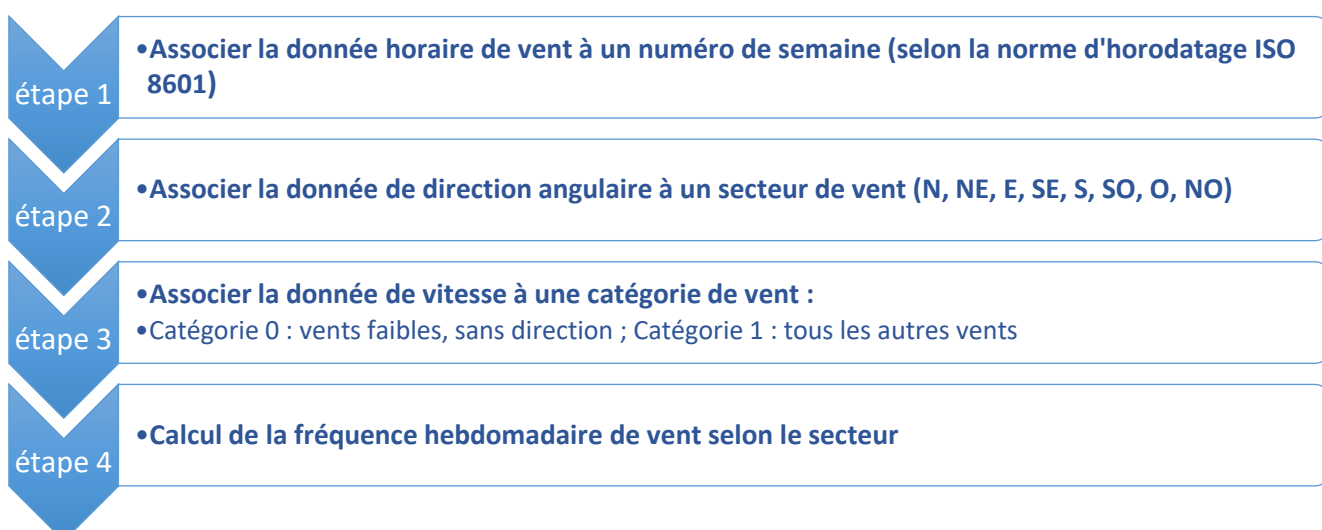 étape 1
•Associer la donnée horaire de vent à un numéro de semaine (selon la norme d'horodatage ISO
8601)
étape 2
•Associer la donnée de direction angulaire à un secteur de vent (N, NE, E, SE, S, SO, O, NO)
étape 3
•Associer la donnée de vitesse à une catégorie de vent :
•Catégorie 0 : vents faibles, sans direction ; Catégorie 1 : tous les autres vents
étape 4
•Calcul de la fréquence hebdomadaire de vent selon le secteur